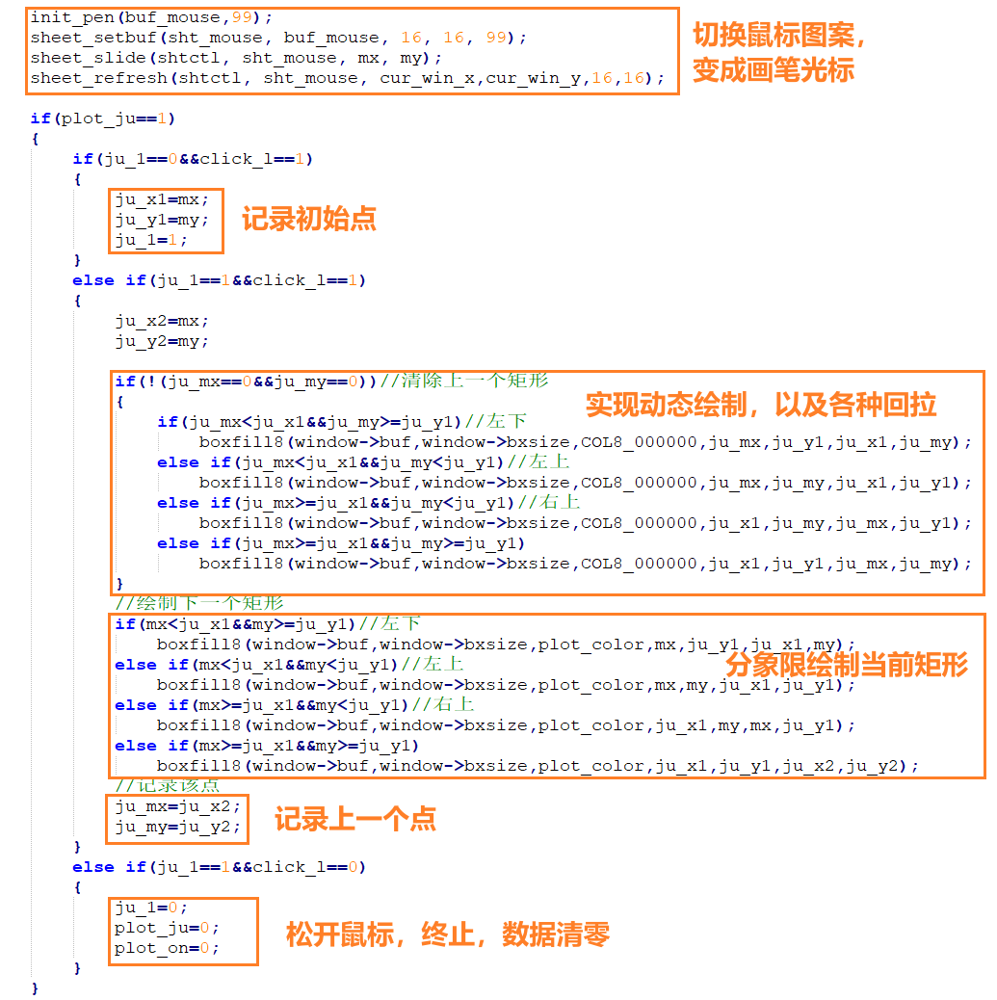 init_pen(buf_mouse,99);
sheet_setbuf(sht_mouse, buf_mouse, 16, 16, 99);
切换鼠标图案，
sheet_slide(shtctl, sht_mouse, mx, my);
变成画笔光标
sheet_refresh(shtctl, sht_mouse, cur_win_x,cur_win_y,16,16);
if(plot_ju==1)
{
if(ju_1==0&&click_l==1)
{
ju_x1=mx;
ju_y1=my;
记录初始点
ju_1=1;
}
else if(ju_1==1&&click_l==1)
{
ju_x2=mx;
ju_y2=my;
if(!(ju_mx==0&&ju_my==0))//清除上一个矩形
{
实现动态绘制，以及各种回拉
if(ju_mx<ju_x1&&ju_my>=ju_y1)//左下
boxfill8(window->buf,window->bxsize,COL8_000000,ju_mx,ju_y1,ju_x1,ju_my);
else if(ju_mx<ju_x1&&ju_my<ju_y1)//左上
boxfill8(window->buf,window->bxsize,COL8_000000,ju_mx,ju_my,ju_x1,ju_y1);
else if(ju_mx>=ju_x1&&ju_my<ju_y1)//右上
boxfill8(window->buf,window->bxsize,COL8_000000,ju_x1,ju_my,ju_mx,ju_y1);
else if(ju_mx>=ju_x1&&ju_my>=ju_y1)
boxfill8(window->buf,window->bxsize,COL8_000000,ju_x1,ju_y1,ju_mx,ju_my);
}
//绘制下一个矩形
if(mx<ju_x1&&my>=ju_y1)//左下
boxfill8(window->buf,window->bxsize,plot_color,mx,ju_y1,ju_x1,my);
else if(mx<ju_x1&&my<ju_y1)//左上
分象限绘制当前矩形
boxfill8(window->buf,window->bxsize,plot_color,mx,my,ju_x1,ju_y1);
else if(mx>=ju_x1&&my<ju_y1)//右上
boxfill8(window->buf,window->bxsize,plot_color,ju_x1,my,mx,ju_y1);
else if(mx>=ju_x1&&my>=ju_y1)
boxfill8(window->buf,window->bxsize,plot_color,ju_x1,ju_y1,ju_x2,ju_y2);
//记录该点
ju_mx=ju_x2;
ju_my=ju_y2;
记录上一个点
}
else if(ju_1==1&&click_l==0)
{
ju_1=0;
plot_ju=0;
松开鼠标，终止，数据清零
plot_on=0;
}
}